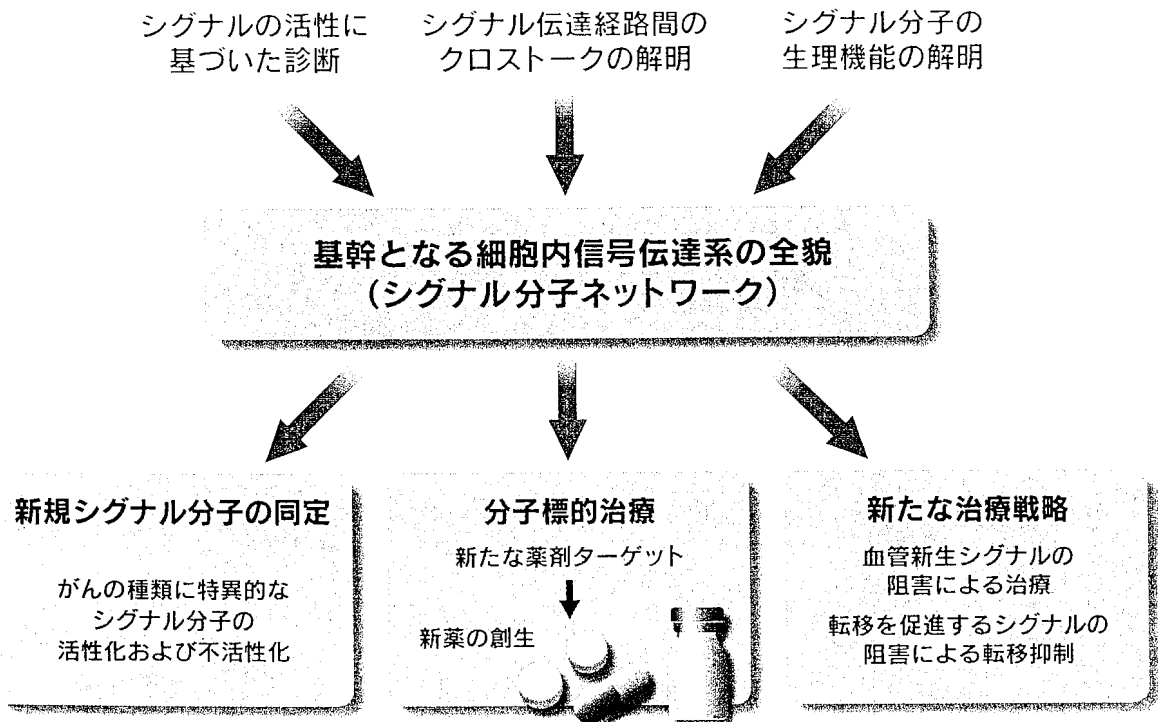 シグナルの活性に
基づいた診断
シグナル伝達経路間の
クロストークの解明
シグナル分子の
生理機能の解明
基幹となる細胞内信号伝達系の全貌
(シグナル分子ネットワーク)
新規シグナル分子の同定
がんの種類に特異的な
シグナル分子の
活性化および不活性化
分子標的治療
新たな薬剤ターゲット
新薬の創生
新たな治療戦略
血管新生シグナルの
阻害による治療
転移を促進するシグナルの
阻害による転移抑制